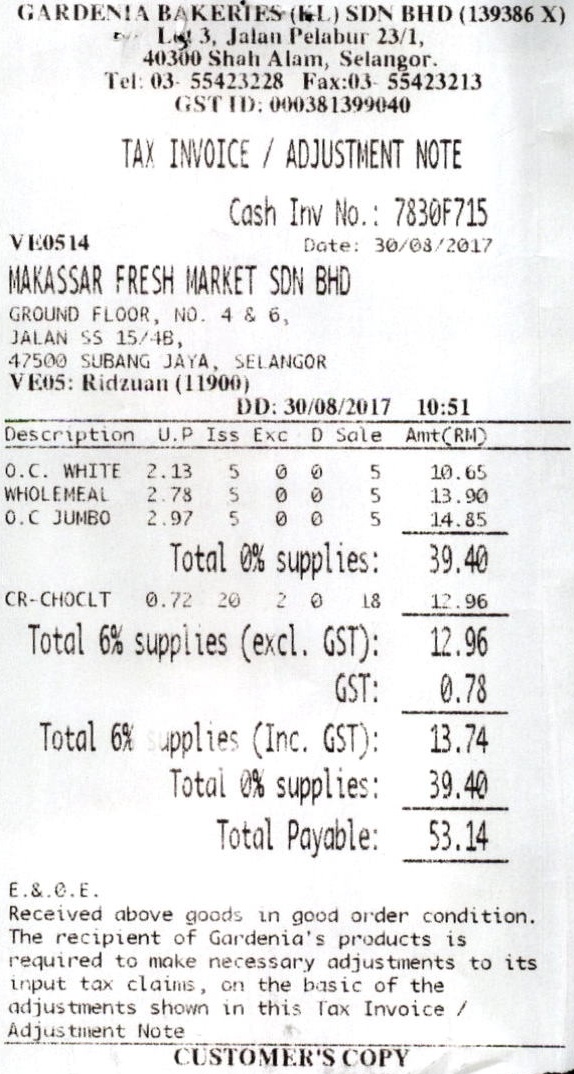 GARDENIA BAKERIES (KL) SDN BHD (139386 X)
Lot 3, Jalan Pelabur 23/1,
40300 Shah Alam, Selangor.
Tel: 03- 55423228 Fax:03- 55423213
GST ID: 000381399040
TAX INVOICE / ADJUSTMENT NOTE
Cash Inv No.: 7830F715
VE0514 Date: 30/08/2017
MAKASSAR FRESH MARKET SDN BHD
GROUND FLOOR, NO. 4 & 6,
JALAN SS 15/4B,
47500 SUBANG JAYA, SELANGOR
VE05: Ridzuan (11900)
DD: 30/08/2017 10:51
Description U.P Iss Exc D Sale Amt(RM)
O.C. WHITE 2.13 5 0 0 5 10.65
WHOLEMEAL 2.78 5 0 0 5 13.90
O.C JUMBO 2.97 5 0 0 5 14.85
Total 0% supplies: 39.40
CR-CHOCLT 0.72 20 2 0 18 12.96
Total 6% supplies (excl. GST): 12.96
GST: 0.78
Total 6% supplies (Inc. GST): 13.74
Total 0% supplies: 39.40
Total Payable: 53.14
E.&.O.E.
Received above goods in good order condition.
The recipient of Gardenia's products is
required to make necessary adjustments to its
input tax claims, on the basic of the
adjustments shown in this Tax Invoice /
Adjustment Note
CUSTOMER'S COPY